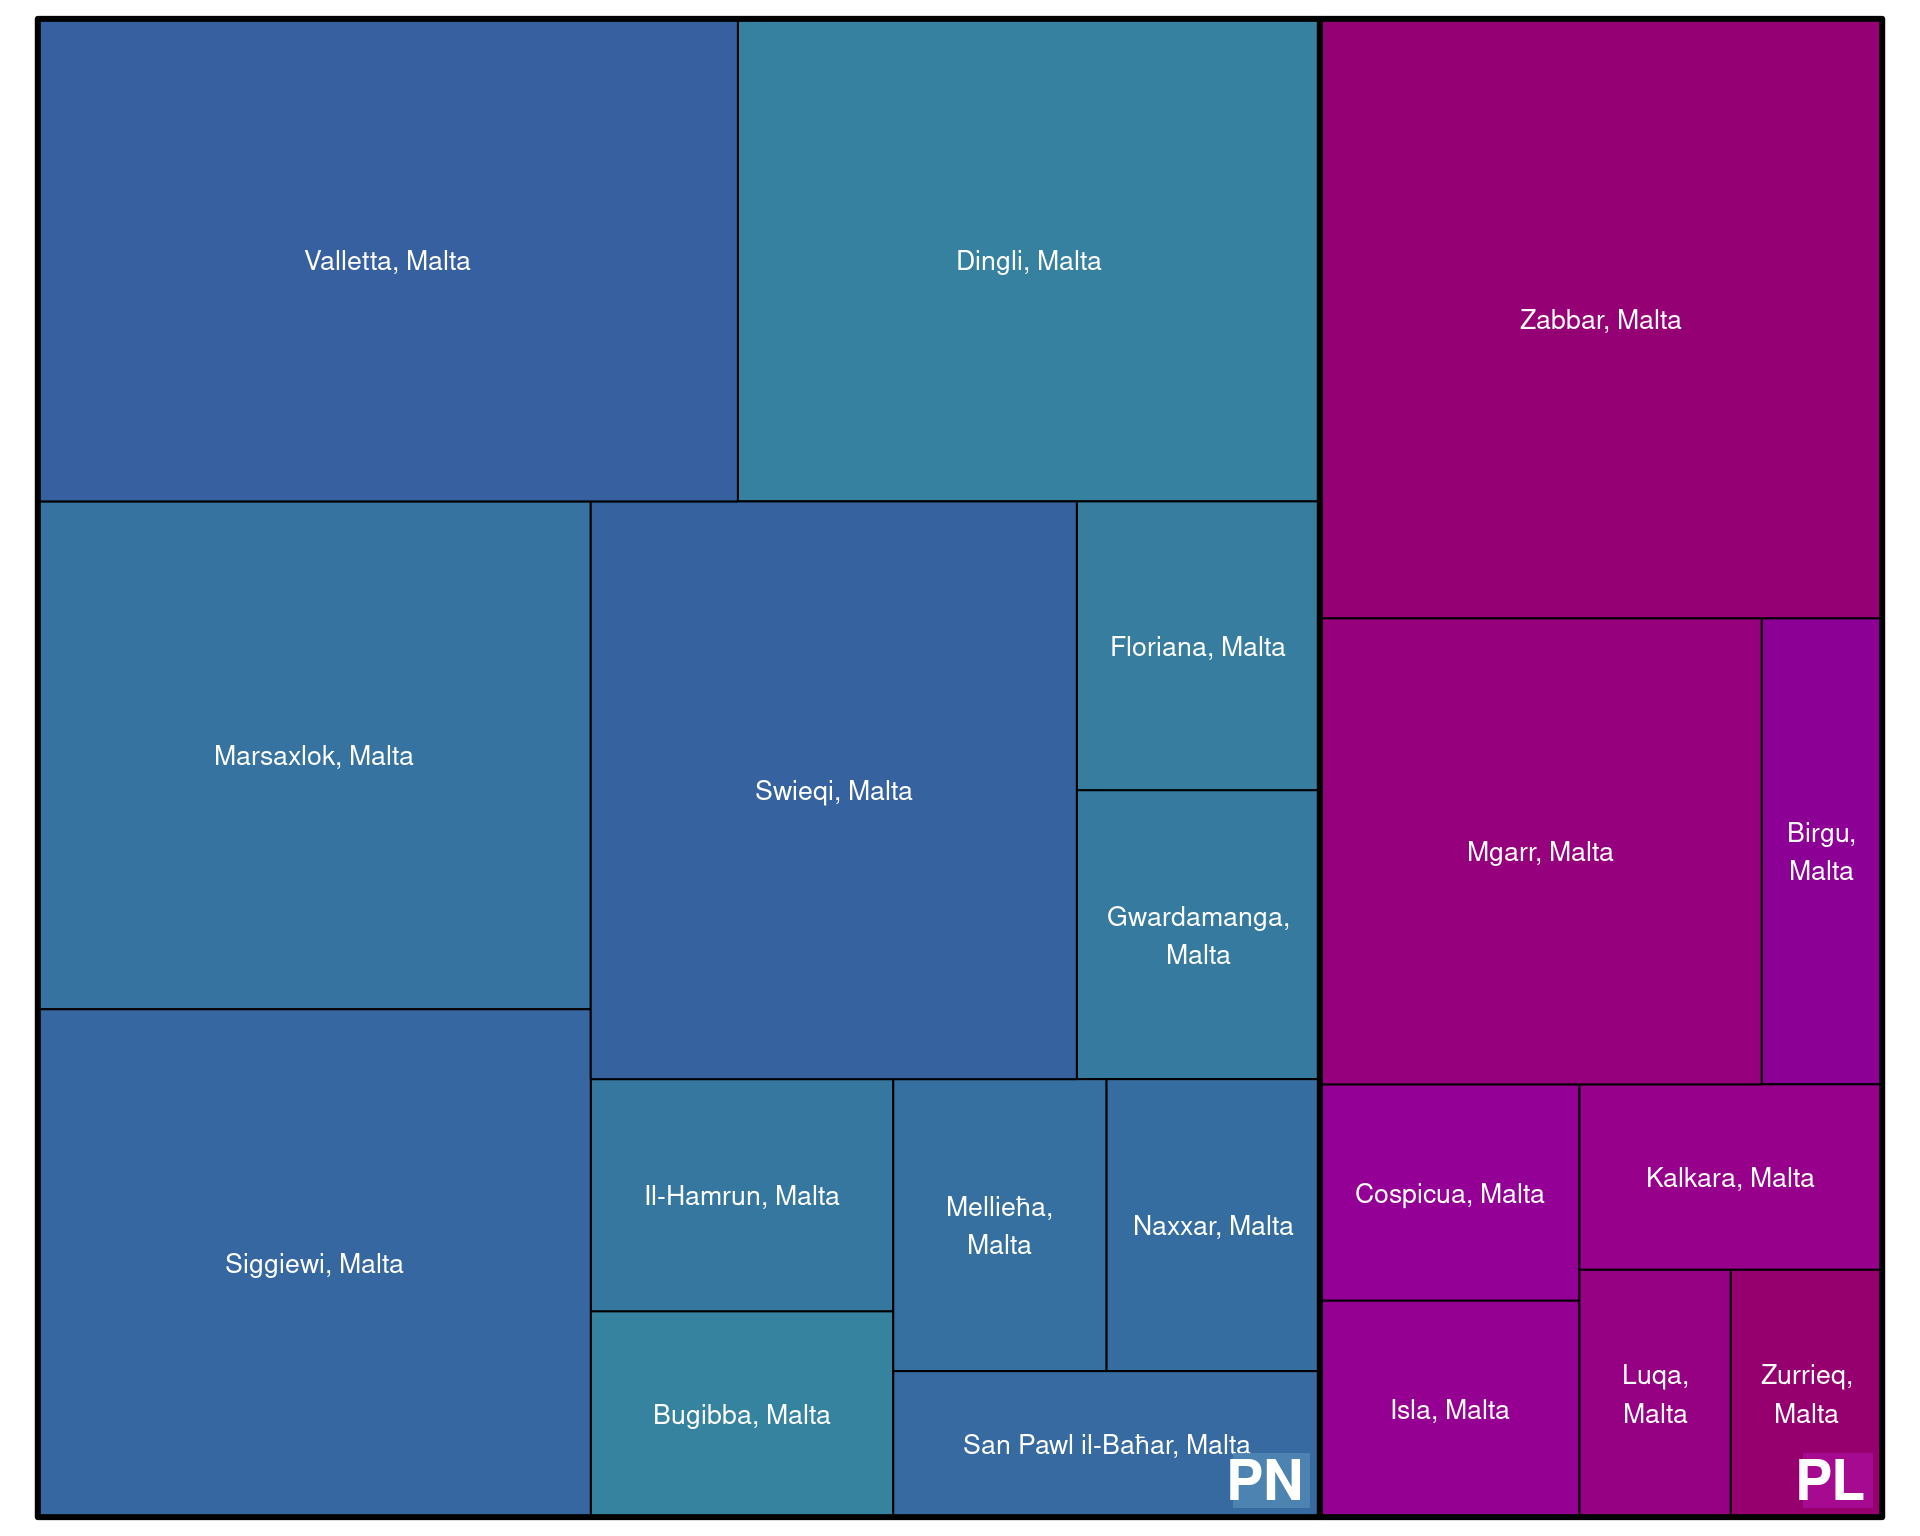 Valletta, Malta
Dingli, Malta
Zabbar, Malta
Marsaxlok, Malta
Swieqi, Malta
Floriana, Malta
Gwardamanga,
Malta
Mgarr, Malta
Birgu,
Malta
Siggiewi, Malta
Il-Hamrun, Malta
Mellieħa,
Malta
Naxxar, Malta
Bugibba, Malta
San Pawl il-Baħar, Malta
PN
Cospicua, Malta
Kalkara, Malta
Isla, Malta
Luqa,
Malta
Zurrieq,
Malta
PL